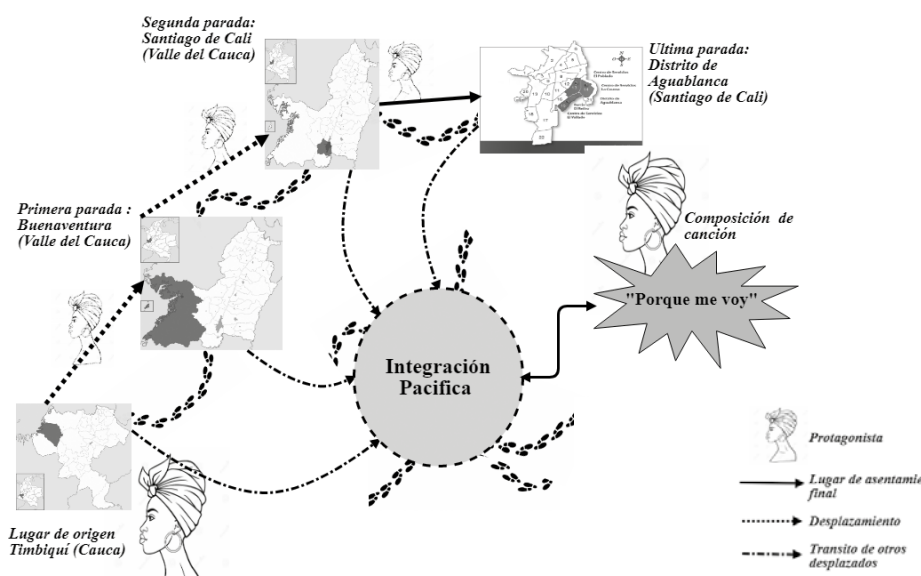 Segunda parada:
Santiago de Cali
(Valle del Cauca)
Ultima parada:
Distrito de
Aguablanca
(Santiago de Cali)
Primera parada :
Buenaventura
(Valle del Cauca)
Composición de
canción
"Porque me voy"
Integración
Pacifica
Lugar de origen
Timbiquí (Cauca)
Protagonista
Lugar de asentamie
final
Desplazamiento
Transito de otros
desplazados